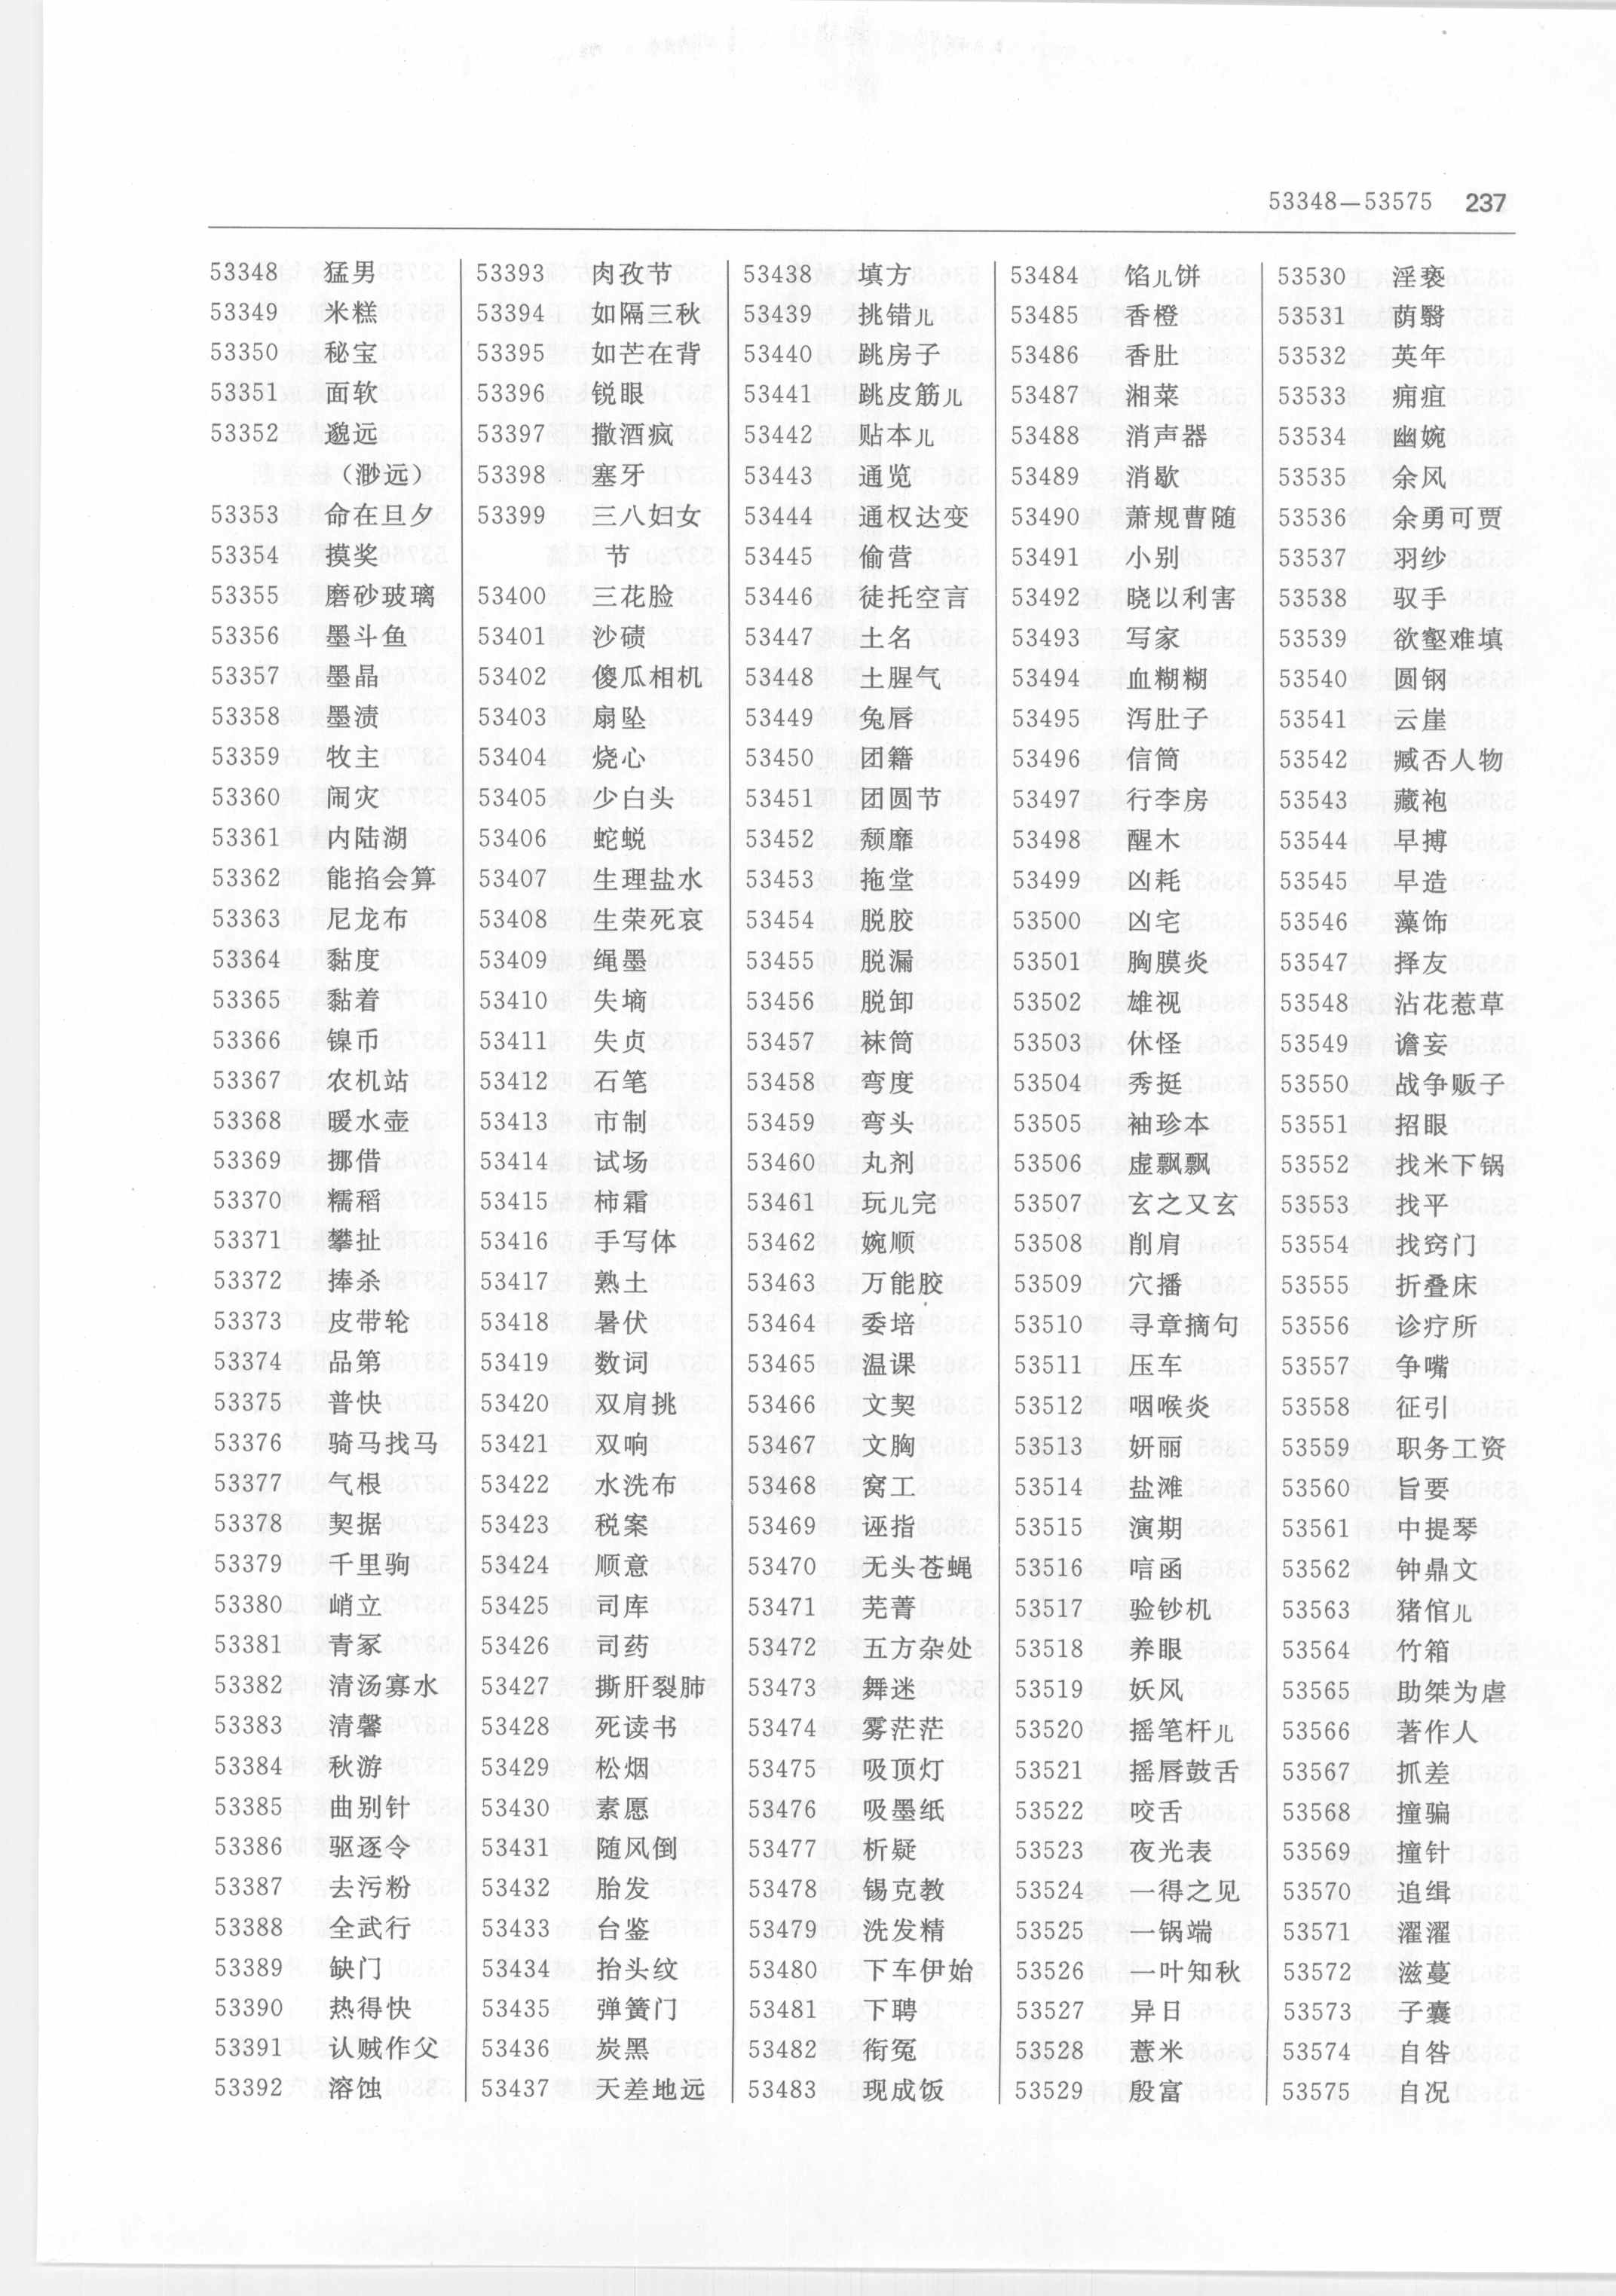 53348—53575 237
53348 猛男
53349 米糕
53350 秘宝
53351 面软
53352 邈远
（渺远）
53353 命在旦夕
53354 摸奖
53355 磨砂玻璃
53356 墨斗鱼
53357 墨晶
53358 墨渍
53359 牧主
53360 闹灾
53361 内陆湖
53362 能掐会算
53363 尼龙布
53364 黏度
53365 黏着
53366 镍币
53367 农机站
53368 暖水壶
53369 挪借
53370 糯稻
53371 攀扯
53372 捧杀
53373 皮带轮
53374 品第
53375 普快
53376 骑马找马
53377 气根
53378 契据
53379 千里驹
53380 峭立
53381 青冢
53382 清汤寡水
53383 清馨
53384 秋游
53385 曲别针
53386 驱逐令
53387 去污粉
53388 全武行
53389 缺门
53390 热得快
53391 认贼作父
53392 溶蚀
53393 肉孜节
53394 如隔三秋
53395 如芒在背
53396 锐眼
53397 撒酒疯
53398 塞牙
53399 三八妇女
节
53400 三花脸
53401 沙碛
53402 傻瓜相机
53403 扇坠
53404 烧心
53405 少白头
53406 蛇蜕
53407 生理盐水
53408 生荣死哀
53409 绳墨
53410 失墒
53411 失贞
53412 石笔
53413 市制
53414 试场
53415 柿霜
53416 手写体
53417 熟土
53418 暑伏
53419 数词
53420 双肩挑
53421 双响
53422 水洗布
53423 税案
53424 顺意
53425 司库
53426 司药
53427 撕肝裂肺
53428 死读书
53429 松烟
53430 素愿
53431 随风倒
53432 胎发
53433 台鉴
53434 抬头纹
53435 弹簧门
53436 炭黑
53437 天差地远
53438 填方
53439 挑错儿
53440 跳房子
53441 跳皮筋儿
53442 贴本儿
53443 通览
53444 通权达变
53445 偷营
53446 徒托空言
53447 土名
53448 土腥气
53449 兔唇
53450 团籍
53451 团圆节
53452 颓靡
53453 拖堂
53454 脱胶
53455 脱漏
53456 脱卸
53457 袜筒
53458 弯度
53459 弯头
53460 丸剂
53461 玩儿完
53462 婉顺
53463 万能胶
53464 委培
53465 温课
53466 文契
53467 文胸
53468 窝工
53469 诬指
53470 无头苍蝇
53471 芜菁
53472 五方杂处
53473 舞迷
53474 雾茫茫
53475 吸顶灯
53476 吸墨纸
53477 析疑
53478 锡克教
53479 洗发精
53480 下车伊始
53481 下聘
53482 衔冤
53483 现成饭
53484 馅儿饼
53485 香橙
53486 香肚
53487 湘菜
53488 消声器
53489 消歇
53490 萧规曹随
53491 小别
53492 晓以利害
53493 写家
53494 血糊糊
53495 泻肚子
53496 信筒
53497 行李房
53498 醒木
53499 凶耗
53500 凶宅
53501 胸膜炎
53502 雄视
53503 休怪
53504 秀挺
53505 袖珍本
53506 虚飘飘
53507 玄之又玄
53508 削肩
53509 穴播
53510 寻章摘句
53511 压车
53512 咽喉炎
53513 妍丽
53514 盐滩
53515 演期
53516 唁函
53517 验钞机
53518 养眼
53519 妖风
53520 摇笔杆儿
53521 摇唇鼓舌
53522 咬舌
53523 夜光表
53524 一得之见
53525 一锅端
53526 一叶知秋
53527 异日
53528 薏米
53529 殷富
53530 淫亵
53531 荫翳
53532 英年
53533 痈疽
53534 幽婉
53535 余风
53536 余勇可贾
53537 羽纱
53538 驭手
53539 欲壑难填
53540 圆钢
53541 云崖
53542 臧否人物
53543 藏袍
53544 早搏
53545 早造
53546 藻饰
53547 择友
53548 沾花惹草
53549 谵妄
53550 战争贩子
53551 招眼
53552 找米下锅
53553 找平
53554 找窍门
53555 折叠床
53556 诊疗所
53557 争嘴
53558 征引
53559 职务工资
53560 旨要
53561 中提琴
53562 钟鼎文
53563 猪倌儿
53564 竹箱
53565 助桀为虐
53566 著作人
53567 抓差
53568 撞骗
53569 撞针
53570 追缉
53571 濯濯
53572 滋蔓
53573 子囊
53574 自咎
53575 自况